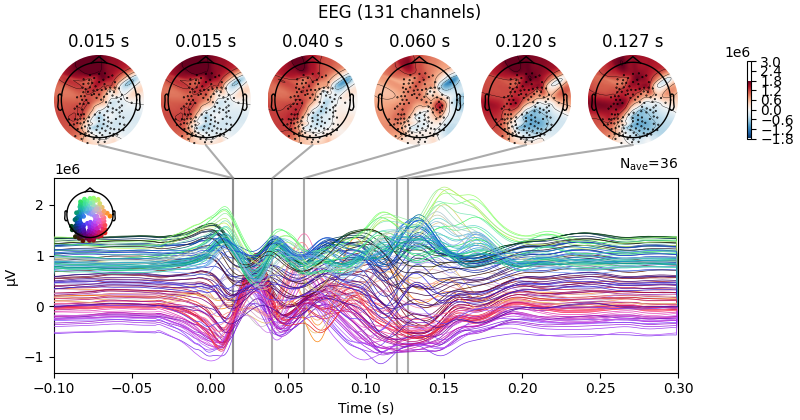 EEG (131 channels)
0.015 s 0.015 s 0.040 s 0.060 s 0.120 s 0.127 s
1e6
3.0
2.4
1.8
1.2
0.6
0.0
−0.6
−1.2
−1.8
Nave=36
1e6
2
1
0
−1
µV
−0.10 −0.05 0.00 0.05 0.10 0.15 0.20 0.25 0.30
Time (s)